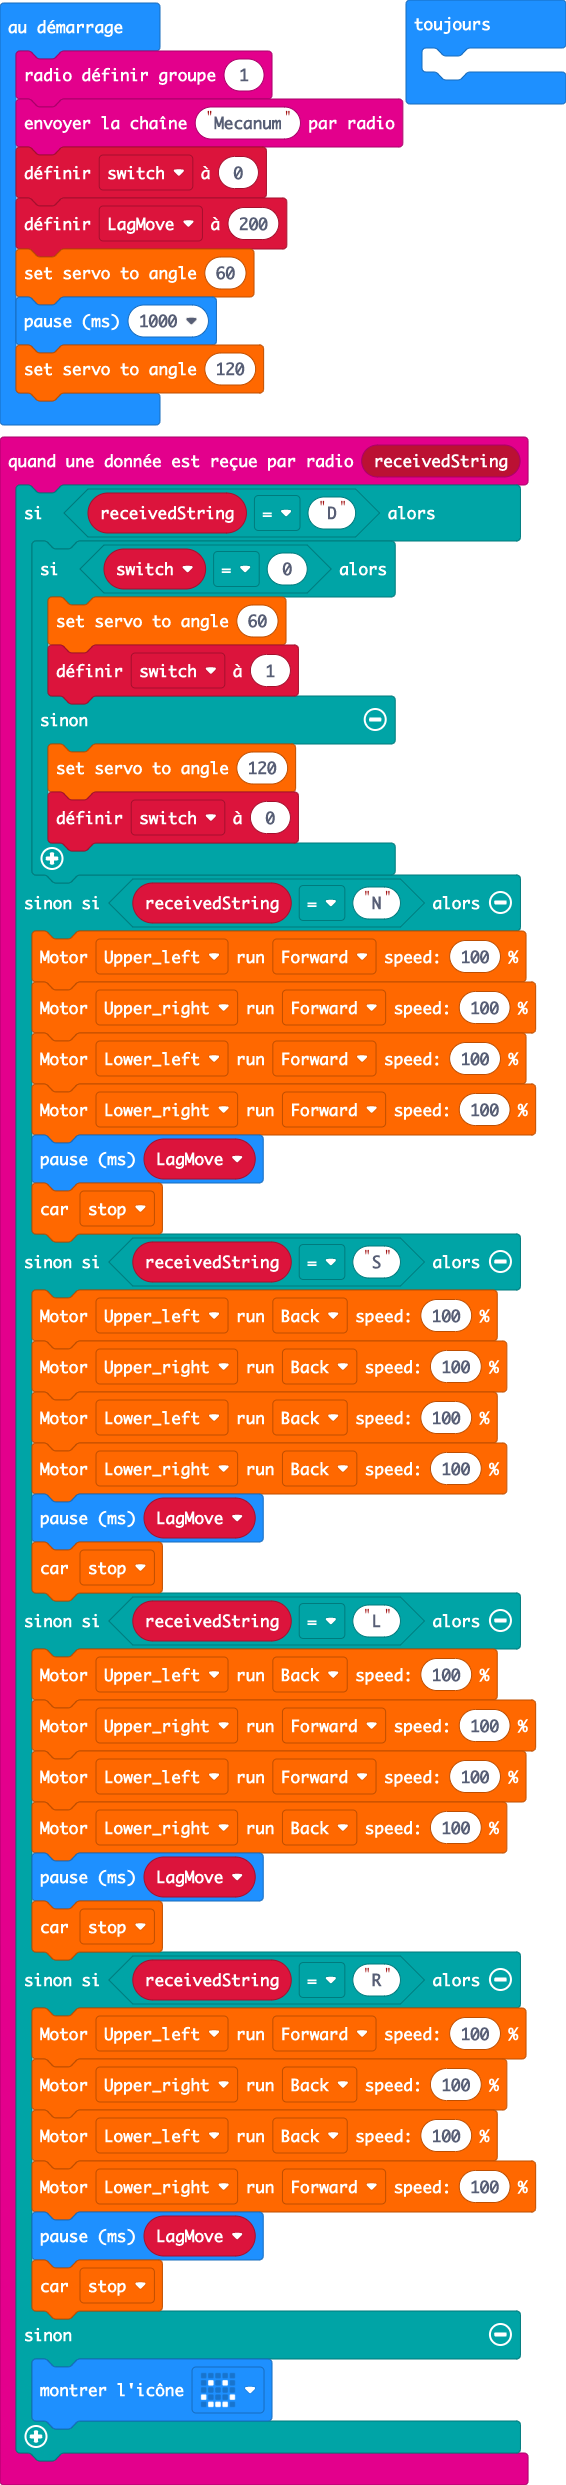 au démarrage
toujours
radio définir groupe 1
envoyer la chaîne "Mecanum" par radio
définir switch à 0
définir LagMove à 200
set servo to angle 60
pause (ms) 1000
set servo to angle 120
quand une donnée est reçue par radio receivedString
si receivedString = "D" alors
si switch = 0 alors
set servo to angle 60
définir switch à 1
sinon
set servo to angle 120
définir switch à 0
sinon si receivedString = "N" alors
Motor Upper_left run Forward speed: 100 %
Motor Upper_right run Forward speed: 100 %
Motor Lower_left run Forward speed: 100 %
Motor Lower_right run Forward speed: 100 %
pause (ms) LagMove
car stop
sinon si receivedString = "S" alors
Motor Upper_left run Back speed: 100 %
Motor Upper_right run Back speed: 100 %
Motor Lower_left run Back speed: 100 %
Motor Lower_right run Back speed: 100 %
pause (ms) LagMove
car stop
sinon si receivedString = "L" alors
Motor Upper_left run Back speed: 100 %
Motor Upper_right run Forward speed: 100 %
Motor Lower_left run Forward speed: 100 %
Motor Lower_right run Back speed: 100 %
pause (ms) LagMove
car stop
sinon si receivedString = "R" alors
Motor Upper_left run Forward speed: 100 %
Motor Upper_right run Back speed: 100 %
Motor Lower_left run Back speed: 100 %
Motor Lower_right run Forward speed: 100 %
pause (ms) LagMove
car stop
sinon
montrer l'icône